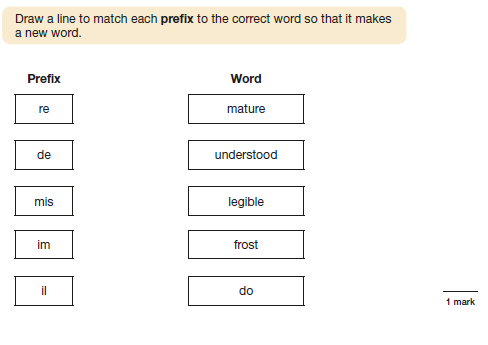 Draw a line to match each prefix to the correct word so that it makes
a new word.
Prefix Word
re mature
de understood
mis legible
im frost
il do
1 mark